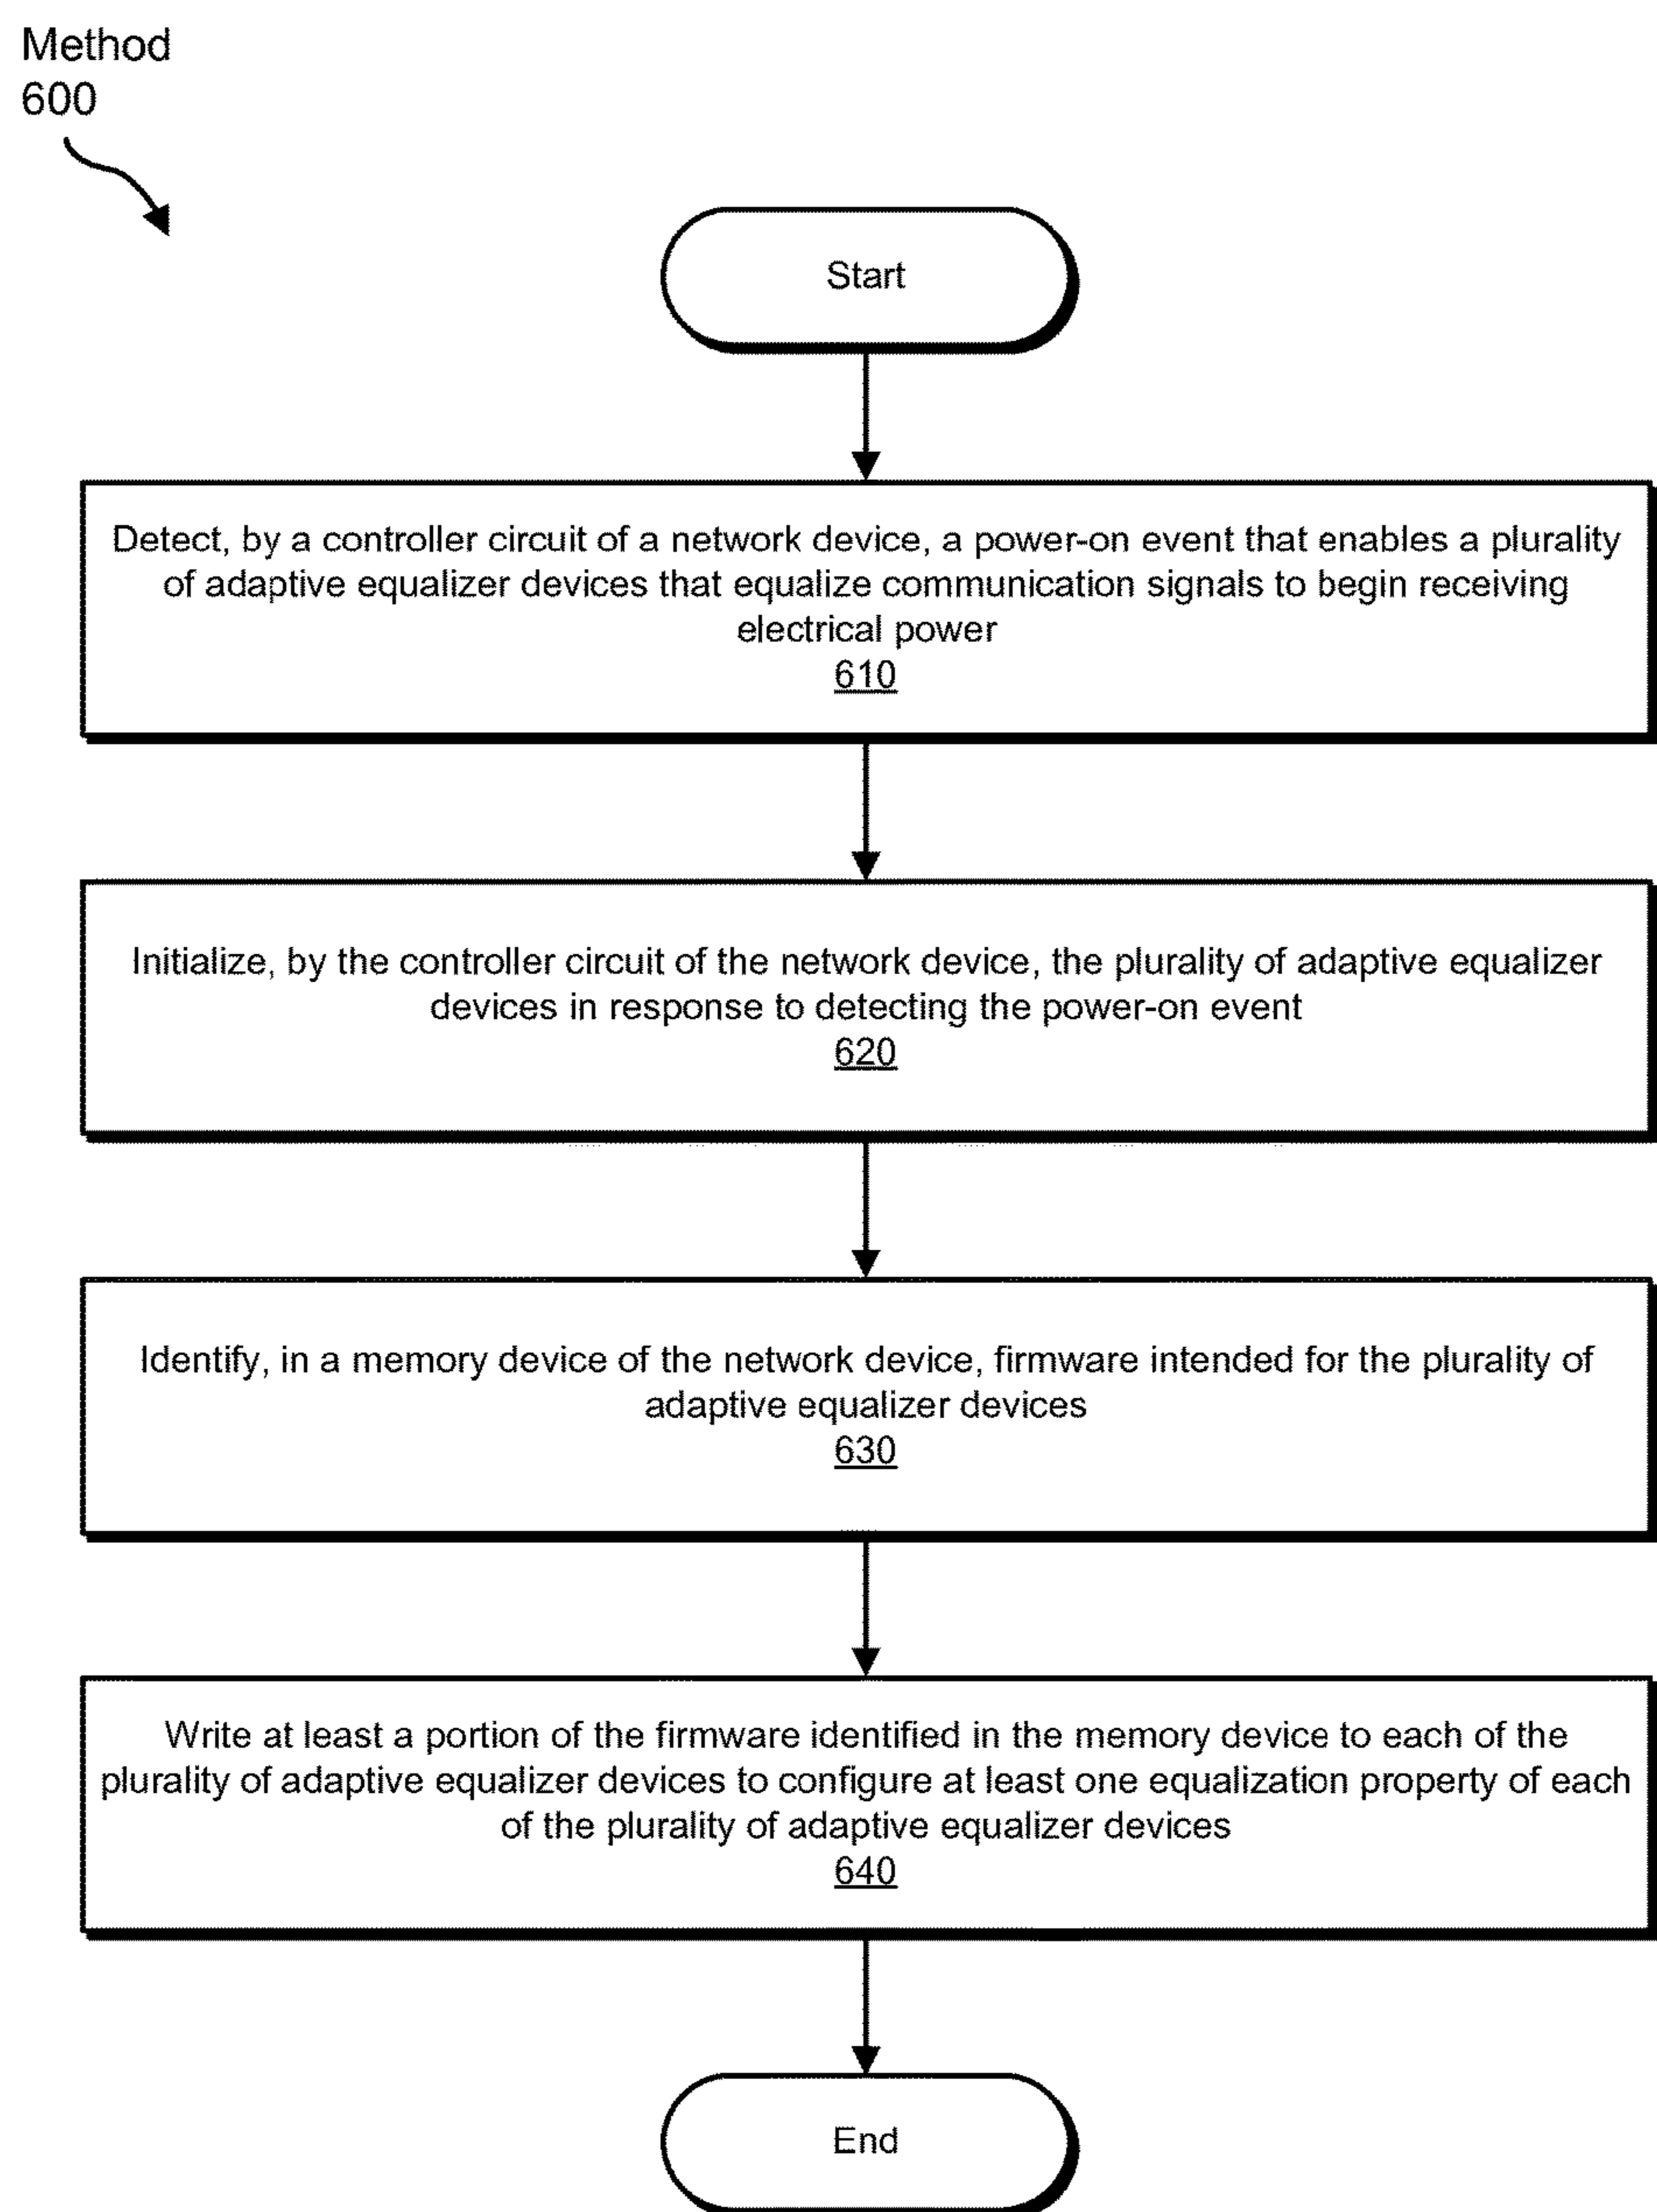 Method
600
Start
Detect, by a controller circuit of a network device, a power-on event that enables a plurality
of adaptive equalizer devices that equalize communication signals to begin receiving
electrical power
610
Initialize, by the controller circuit of the network device, the plurality of adaptive equalizer
devices in response to detecting the power-on event
620
Identify, in a memory device of the network device, firmware intended for the plurality of
adaptive equalizer devices
630
Write at least a portion of the firmware identified in the memory device to each of the
plurality of adaptive equalizer devices to configure at least one equalization property of each
of the plurality of adaptive equalizer devices
640
End